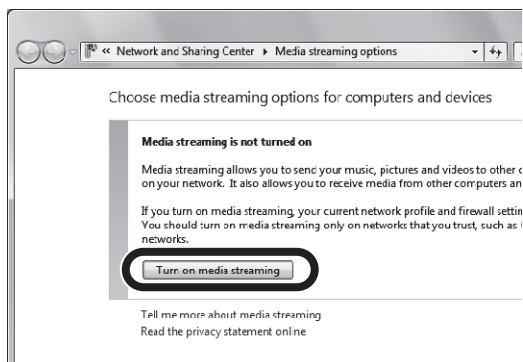 « Network and Sharing Center ▸ Media streaming options
Choose media streaming options for computers and devices
Media streaming is not turned on
Media streaming allows you to send your music, pictures and videos to other
on your network. It also allows you to receive media from other computers an
If you turn on media streaming, your current network profile and firewall settin
You should turn on media streaming only on networks that you trust, such as
networks.
Turn on media streaming
Tell me more about media streaming
Read the privacy statement online